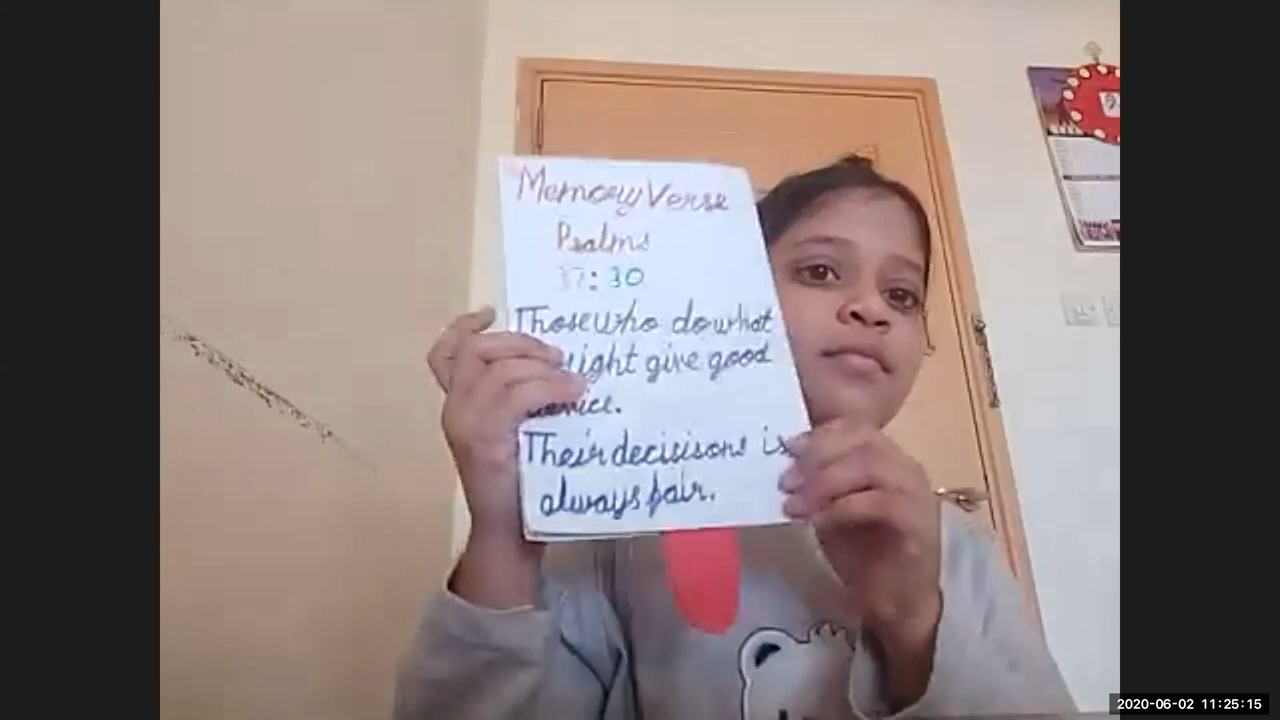 Memory Verse
Psalms
37:30
Those who do what
right give good
Their decisisons is
always fair.
2020-06-02 11:25:15